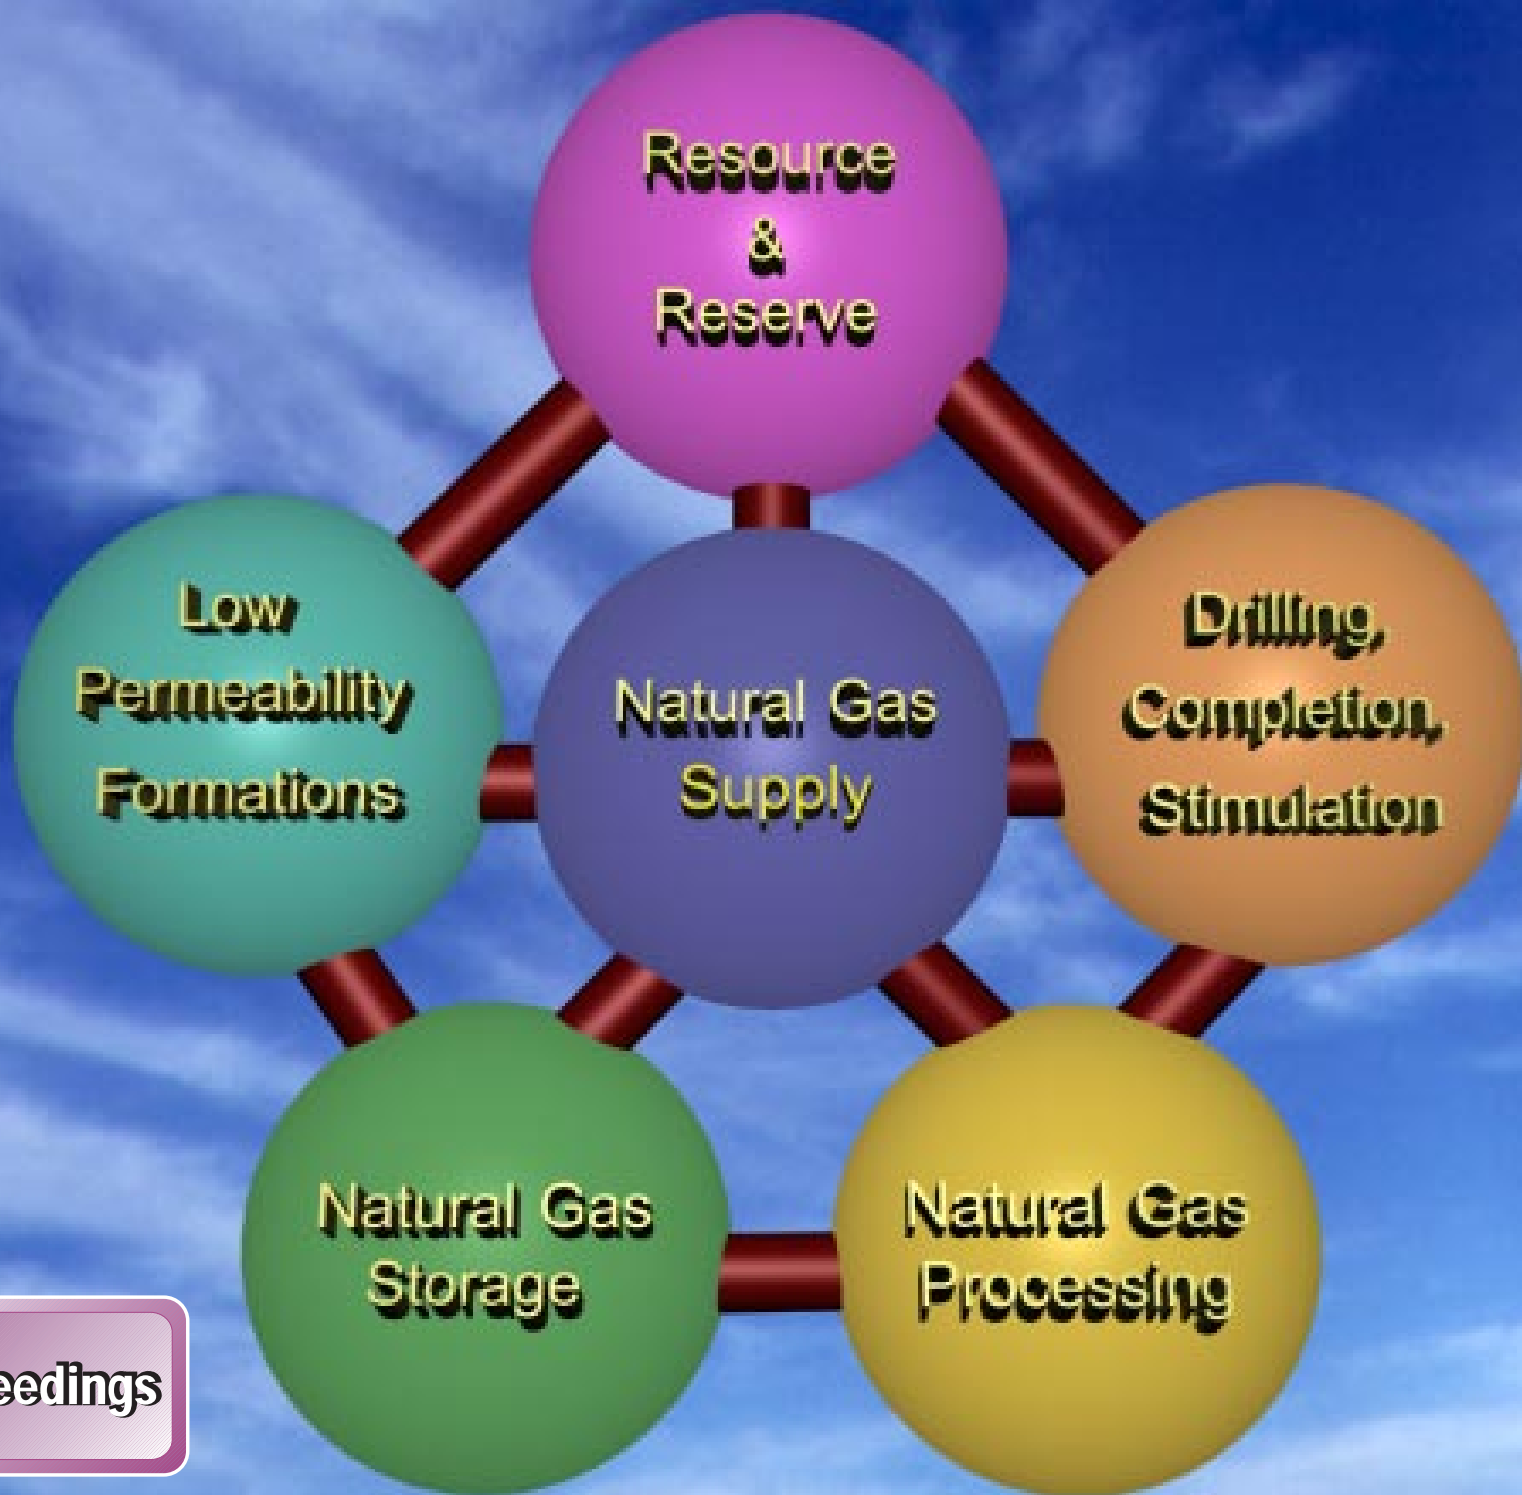 Resource
&
Reserve
Low
Permeability
Formations
Natural Gas
Supply
Drilling,
Completion,
Stimulation
Natural Gas
Storage
Natural Gas
Processing
eedings